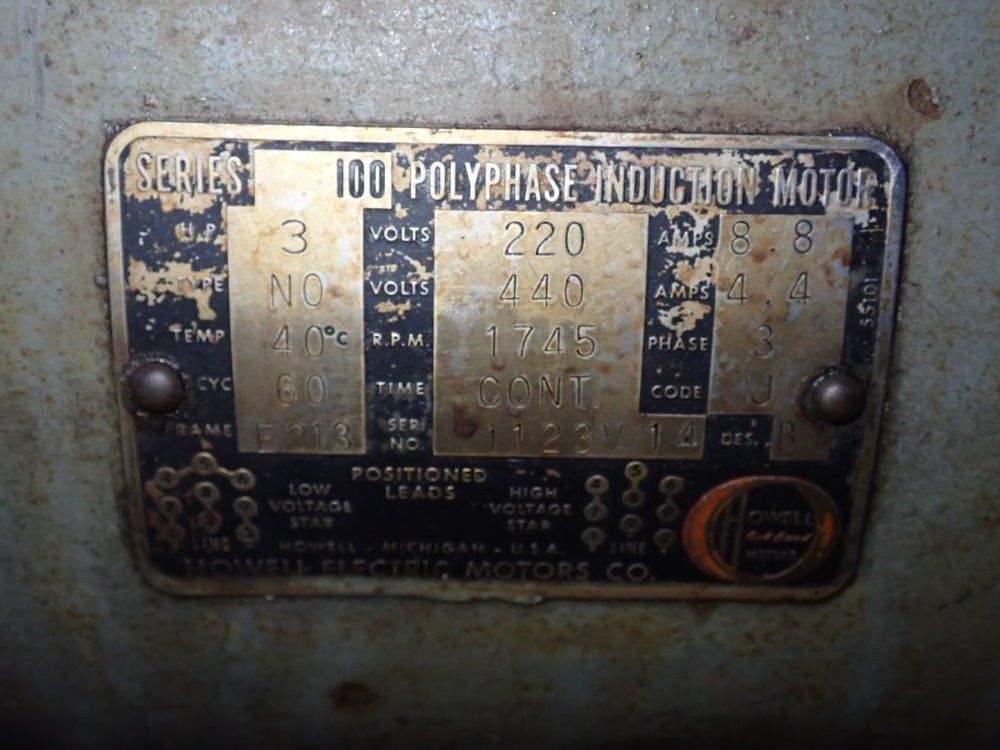 SERIES 100 POLYPHASE INDUCTION MOTOR
H.P. 3 VOLTS 220 AMPS 8.8
TYPE NO VOLTS 440 AMPS 4.4
TEMP 40°C R.P.M. 1745 PHASE 3
CYC 60 TIME CONT. CODE J
FRAME F213 SER. NO. 1123V14 DES. B
SS101
POSITIONED LEADS
LOW VOLTAGE STAR
HIGH VOLTAGE STAR
LINE
LINE
HOWELL - MICHIGAN - U.S.A.
HOWELL ELECTRIC MOTORS CO.
HOWELL
MOTORS